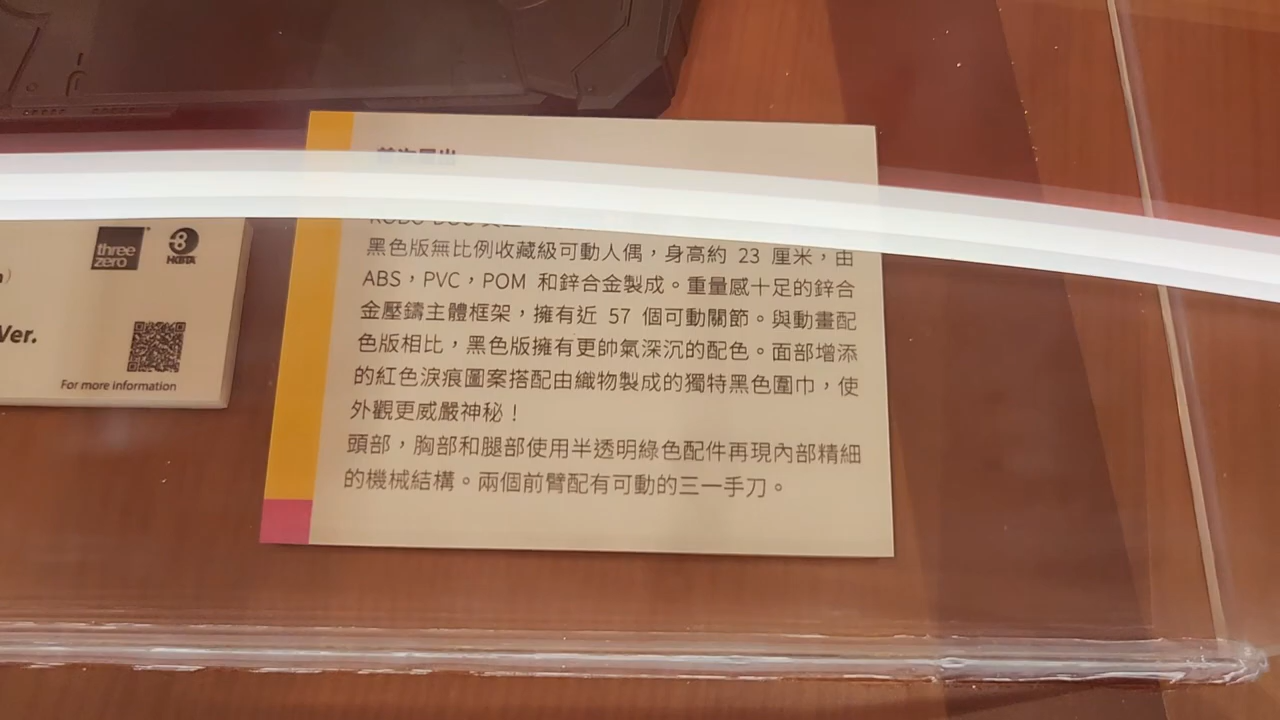 three
zero
HKBTA
Ver.
For more information
首次展出
黑色版無比例收藏級可動人偶，身高約 23 厘米，由
ABS，PVC，POM 和鋅合金製成。重量感十足的鋅合
金壓鑄主體框架，擁有近 57 個可動關節。與動畫配
色版相比，黑色版擁有更帥氣深沉的配色。面部增添
的紅色淚痕圖案搭配由織物製成的獨特黑色圍巾，使
外觀更威嚴神秘！
頭部，胸部和腿部使用半透明綠色配件再現內部精細
的機械結構。兩個前臂配有可動的三一手刀。